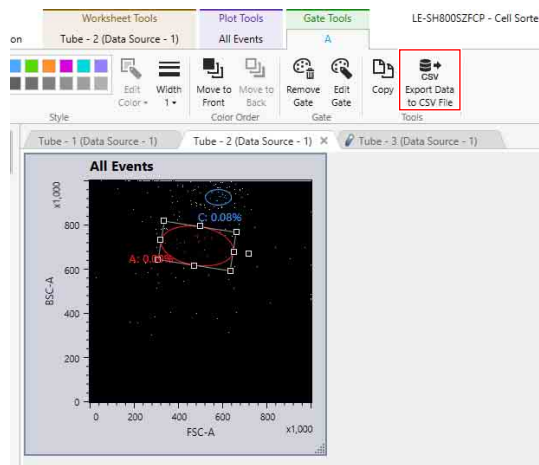 Worksheet Tools Plot Tools Gate Tools LE-SH800SZFCP - Cell Sorte
on Tube - 2 (Data Source - 1) All Events A
Edit Color Width 1 Move to Front Move to Back Remove Gate Edit Gate Copy CSV Export Data to CSV File
Style Color Order Gate Tools
Tube - 1 (Data Source - 1) Tube - 2 (Data Source - 1) × Tube - 3 (Data Source - 1)
All Events
x1,000
C: 0.08%
800
A: 0.0
600
BSC-A
400
200
0
0 200 400 600 800
FSC-A x1,000